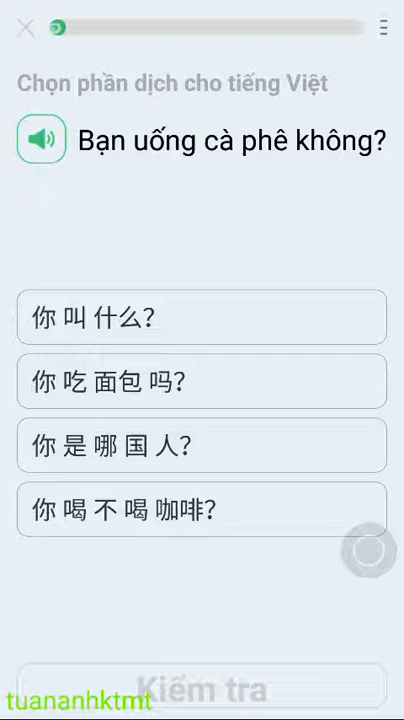 Chọn phần dịch cho tiếng Việt
Bạn uống cà phê không?
你 叫 什么？
你 吃 面包 吗？
你 是 哪 国 人？
你 喝 不 喝 咖啡？
Kiểm tra
tuananhktmt